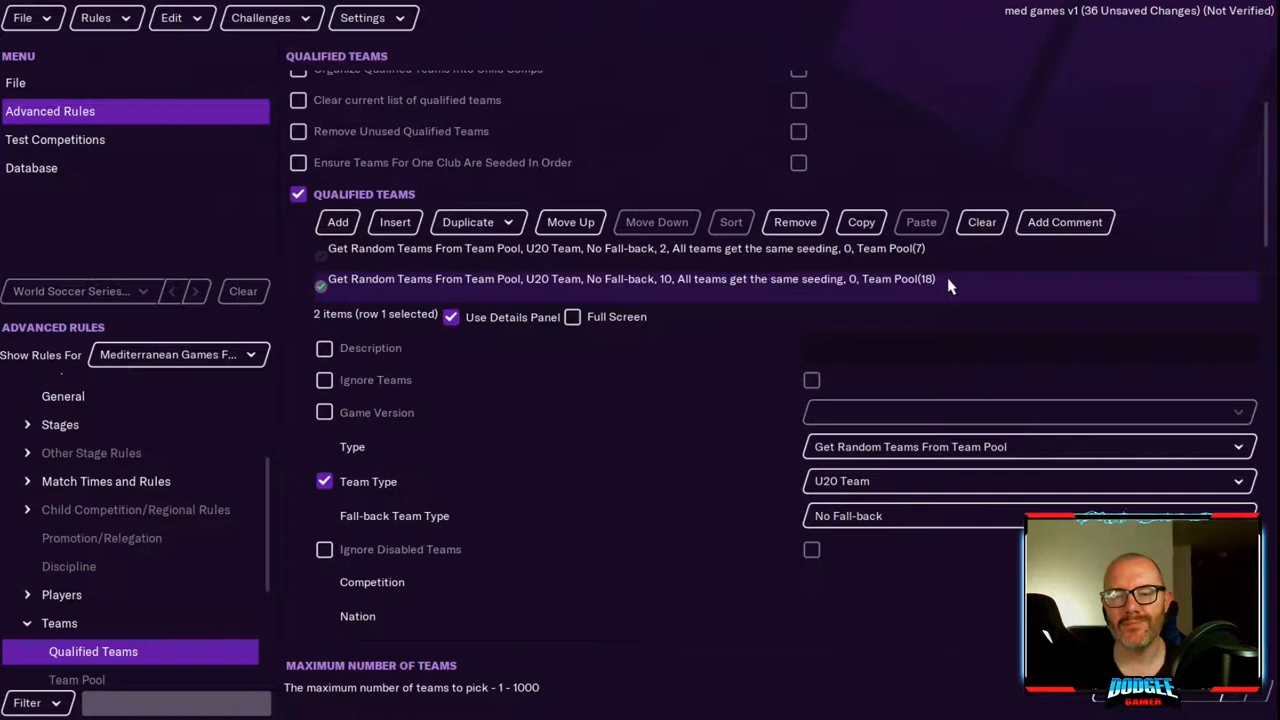 File
Rules
Edit
Challenges
Settings
med games v1 (36 Unsaved Changes) (Not Verified)
MENU
File
Advanced Rules
Test Competitions
Database
World Soccer Series...
Clear
ADVANCED RULES
Show Rules For
Mediterranean Games F...
General
Stages
Other Stage Rules
Match Times and Rules
Child Competition/Regional Rules
Promotion/Relegation
Discipline
Players
Teams
Qualified Teams
Team Pool
Filter
QUALIFIED TEAMS
Organize Qualified Teams Into Child Comps
Clear current list of qualified teams
Remove Unused Qualified Teams
Ensure Teams For One Club Are Seeded In Order
QUALIFIED TEAMS
Add
Insert
Duplicate
Move Up
Move Down
Sort
Remove
Copy
Paste
Clear
Add Comment
Get Random Teams From Team Pool, U20 Team, No Fall-back, 2, All teams get the same seeding, 0, Team Pool(7)
Get Random Teams From Team Pool, U20 Team, No Fall-back, 10, All teams get the same seeding, 0, Team Pool(18)
2 items (row 1 selected)
Use Details Panel
Full Screen
Description
Ignore Teams
Game Version
Type
Get Random Teams From Team Pool
Team Type
U20 Team
Fall-back Team Type
No Fall-back
Ignore Disabled Teams
Competition
Nation
MAXIMUM NUMBER OF TEAMS
The maximum number of teams to pick - 1 - 1000
DODGEE
GAMER